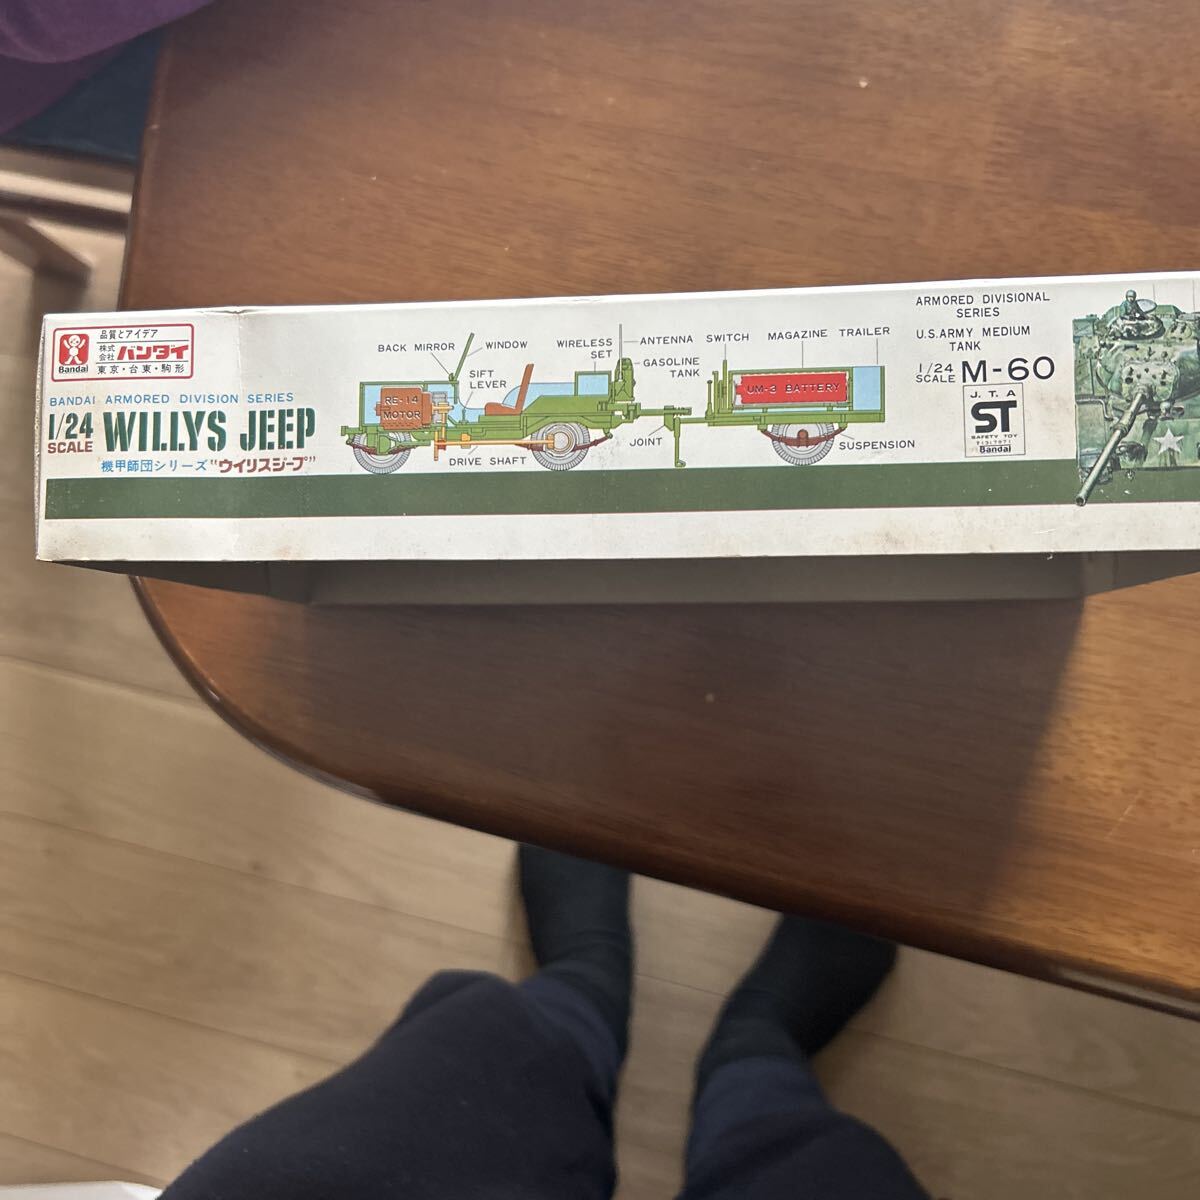 品質とアイデア
株式会社 バンダイ
東京・台東・駒形
Bandai
BANDAI ARMORED DIVISION SERIES
1/24 SCALE WILLYS JEEP
機甲師団シリーズ "ウイリスジープ"
BACK MIRROR
WINDOW
SIFT LEVER
RE-14 MOTOR
DRIVE SHAFT
WIRELESS SET
ANTENNA
GASOLINE TANK
JOINT
SWITCH
MAGAZINE TRAILER
UM-3 BATTERY
SUSPENSION
ARMORED DIVISIONAL
SERIES
U.S. ARMY MEDIUM
TANK
1/24 SCALE M-60
J.T.A
ST
SAFETY TOY
Bandai